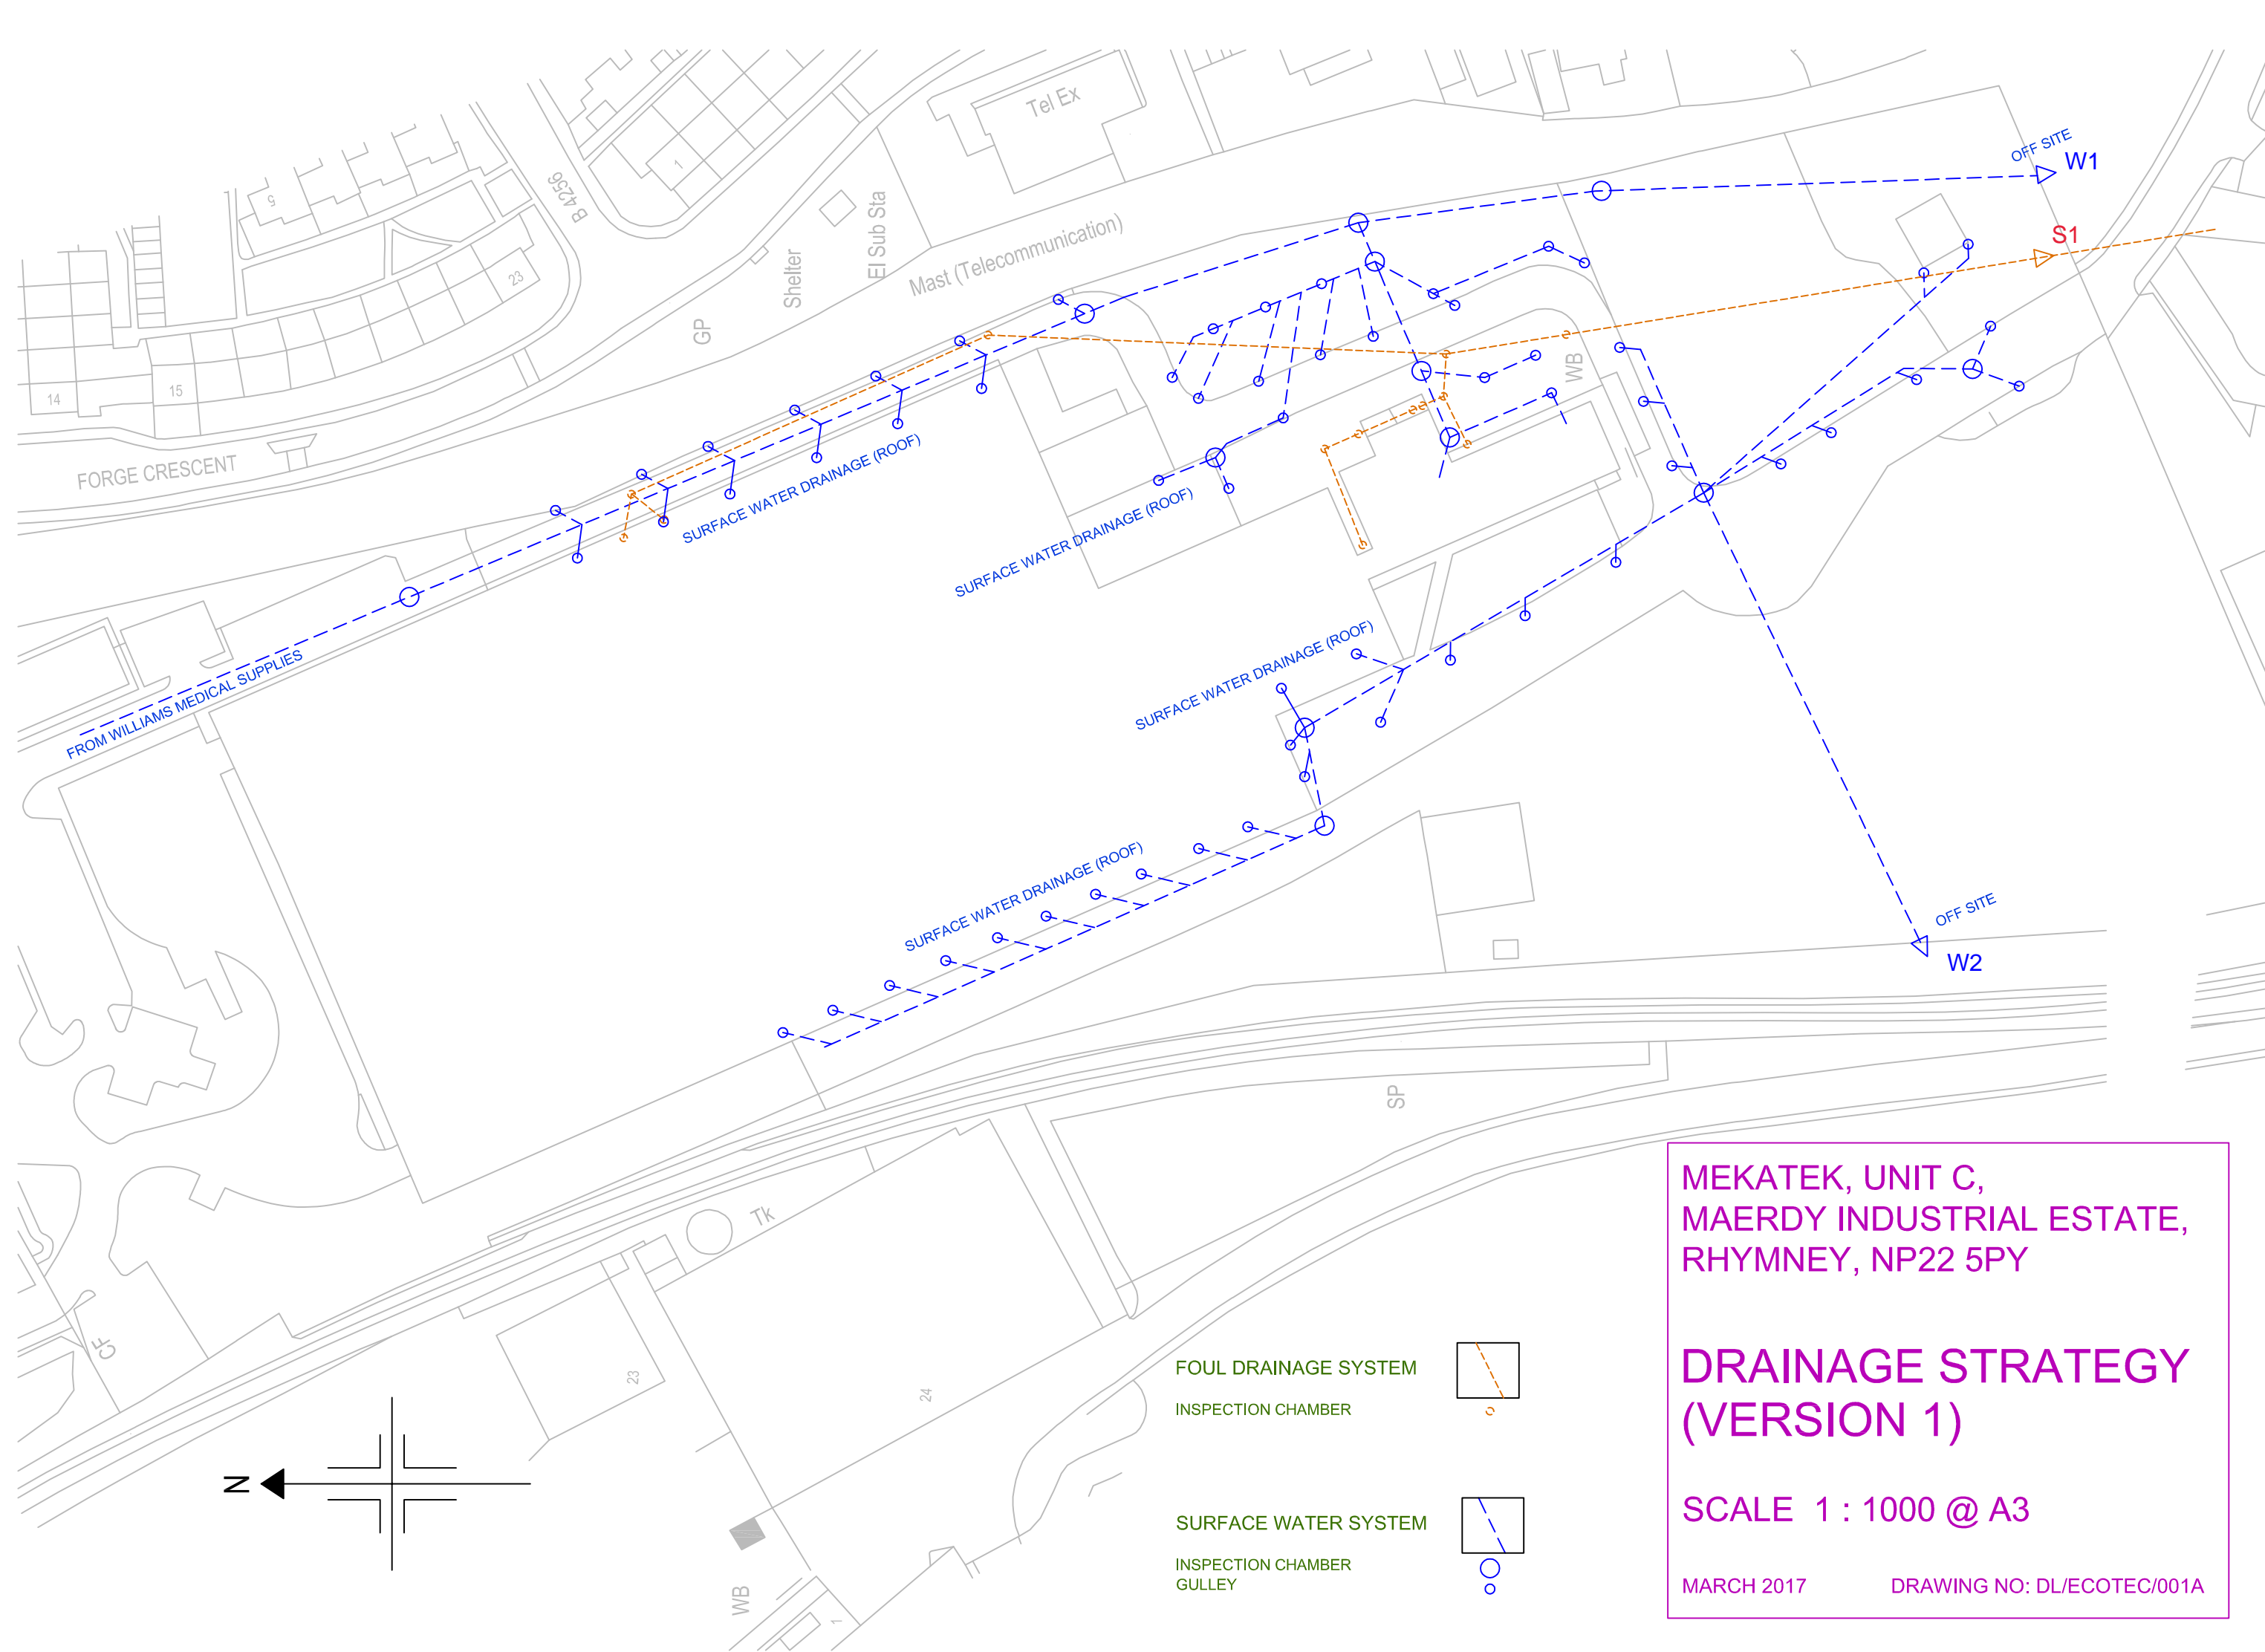 Tel Ex
OFF SITE
W1
B 4256
1
5
El Sub Sta
S1
Mast (Telecommunication)
23
Shelter
GP
WB
14
15
FORGE CRESCENT
SURFACE WATER DRAINAGE (ROOF)
SURFACE WATER DRAINAGE (ROOF)
FROM WILLIAMS MEDICAL SUPPLIES
SURFACE WATER DRAINAGE (ROOF)
SURFACE WATER DRAINAGE (ROOF)
OFF SITE
W2
SP
Tk
CF
23
24
WB
1
N
FOUL DRAINAGE SYSTEM
INSPECTION CHAMBER
SURFACE WATER SYSTEM
INSPECTION CHAMBER
GULLEY
MEKATEK, UNIT C,
MAERDY INDUSTRIAL ESTATE,
RHYMNEY, NP22 5PY
DRAINAGE STRATEGY
(VERSION 1)
SCALE 1 : 1000 @ A3
MARCH 2017 DRAWING NO: DL/ECOTEC/001A